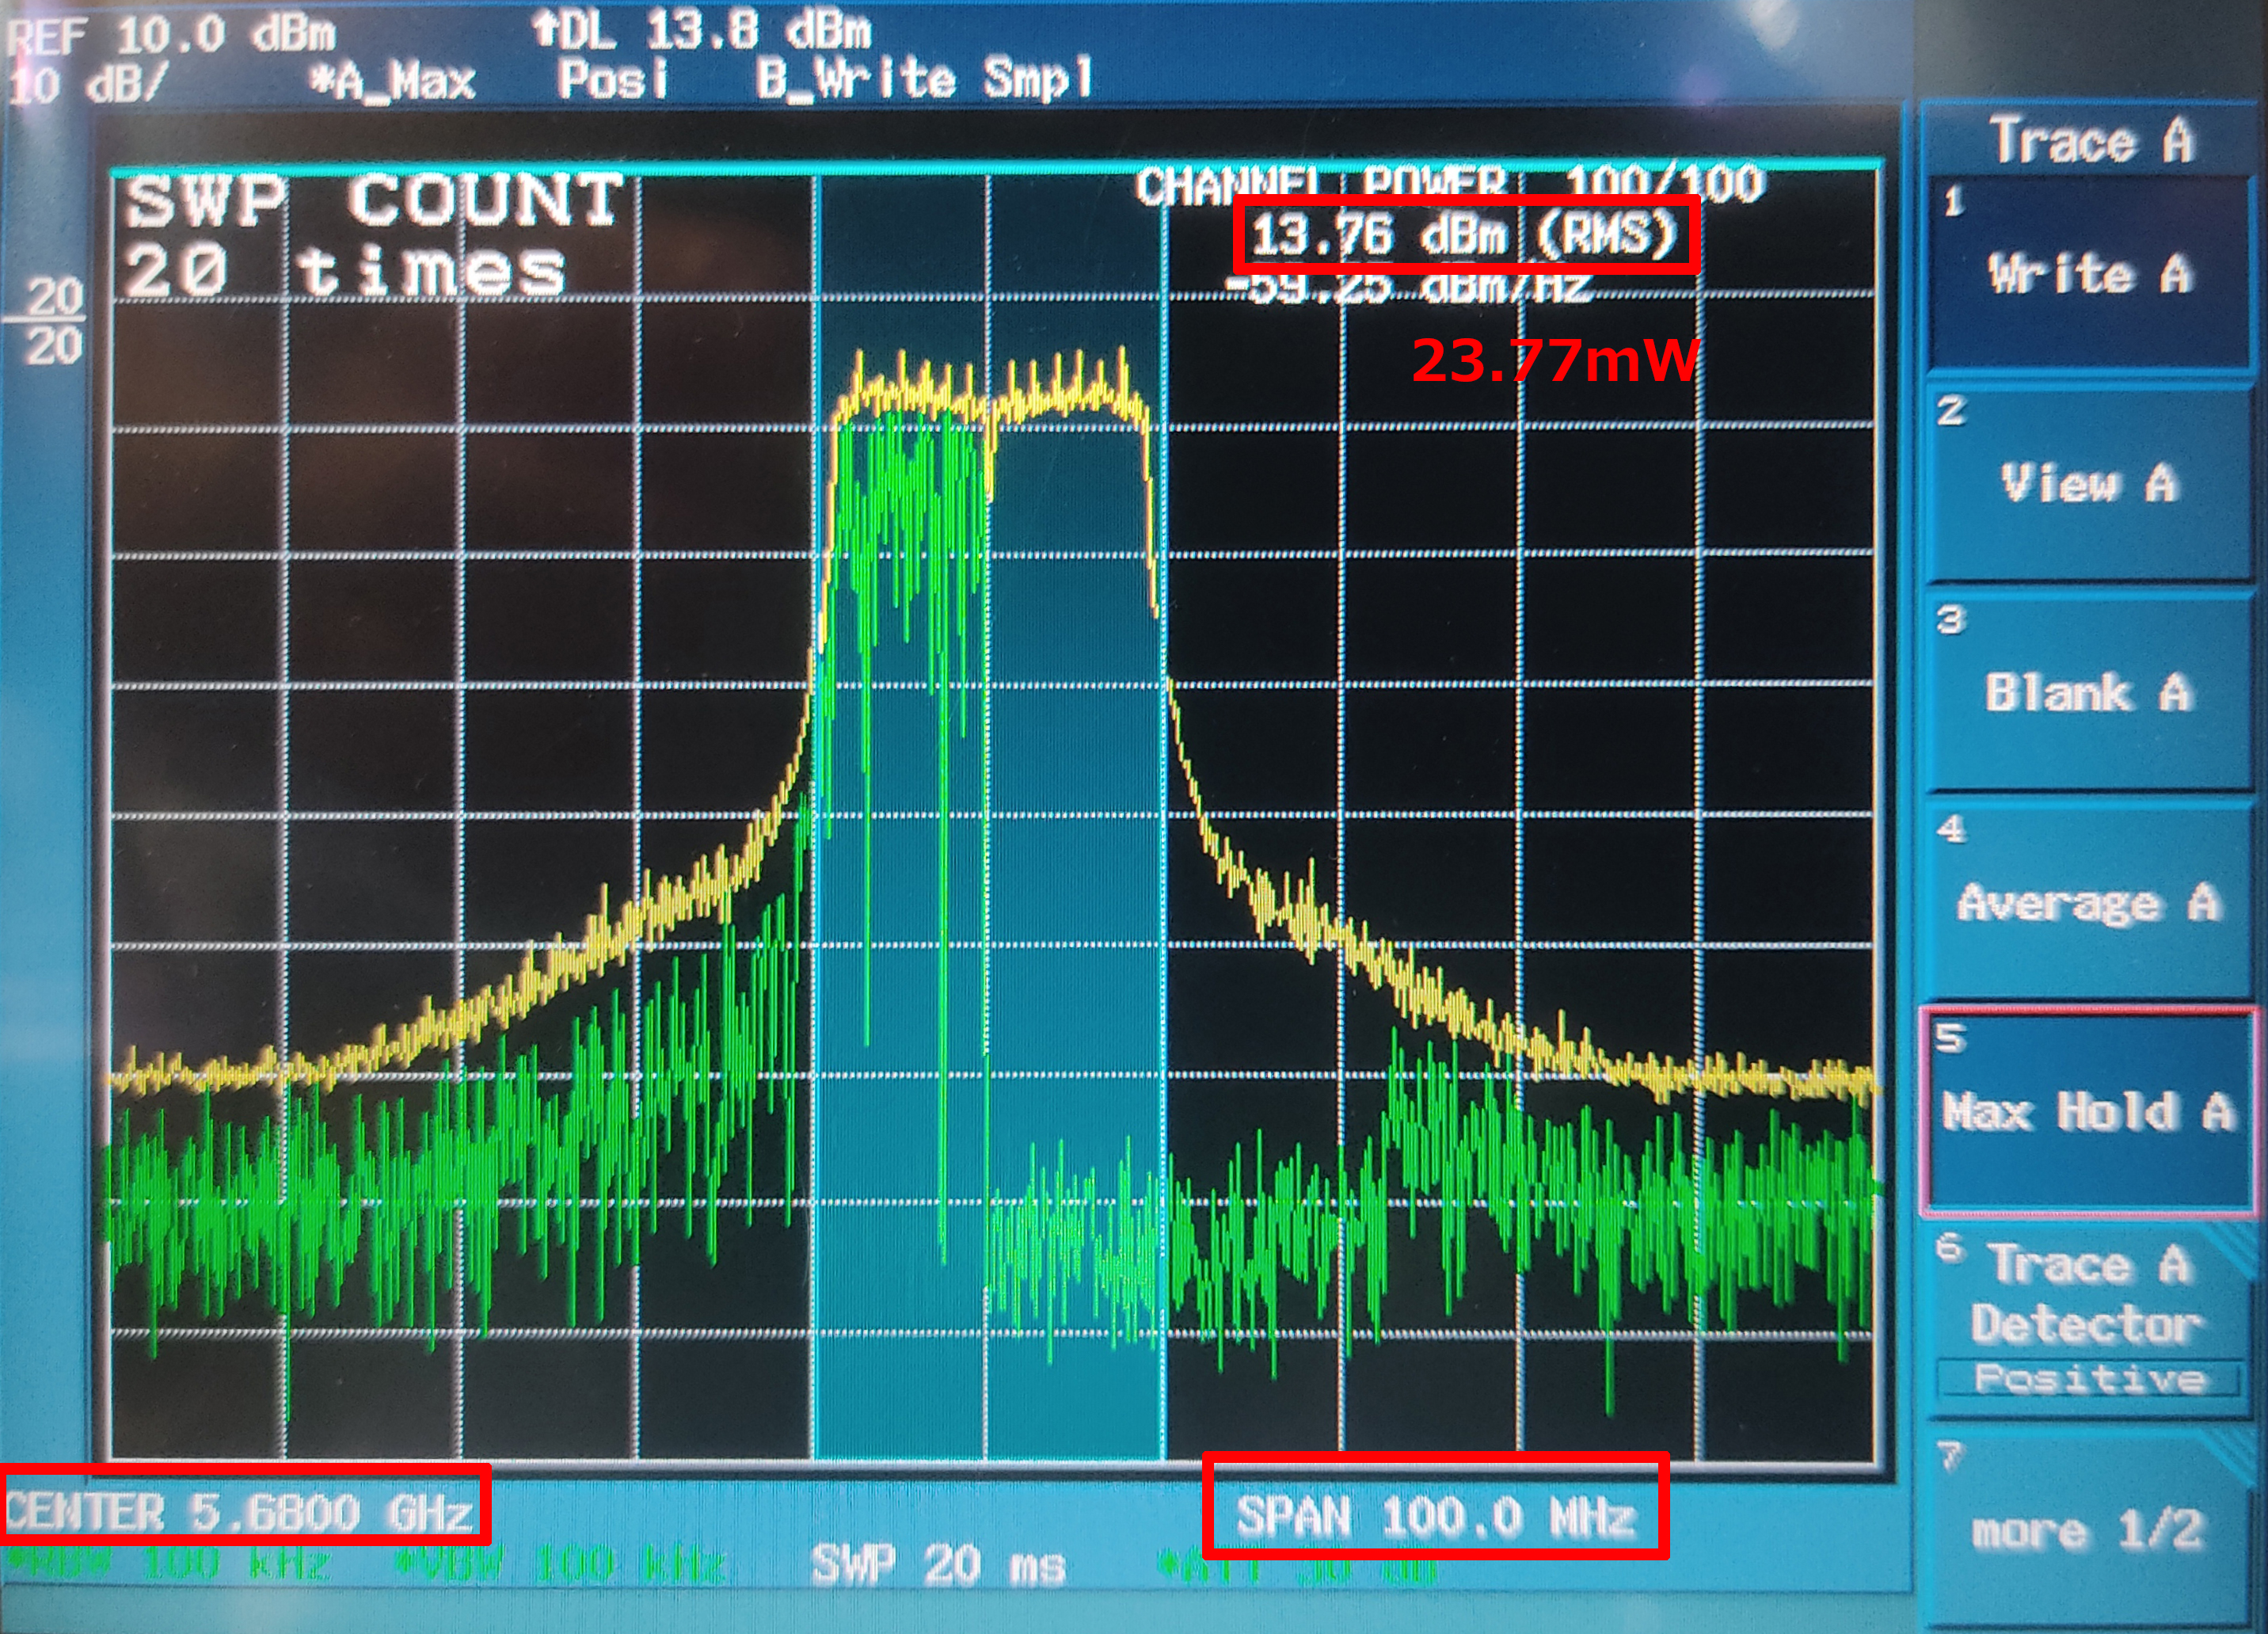 REF 10.0 dBm ↑DL 13.8 dBm
10 dB/ *A_Max Posi B_Write Smpl
SWP COUNT
20 times
CHANNEL POWER 100/100
13.76 dBm (RMS)
-59.25 dBm/Hz
23.77mW
20
20
CENTER 5.6800 GHz SPAN 100.0 MHz
*RBW 100 kHz *VBW 100 kHz SWP 20 ms *ATT 30 dB
Trace A
1
Write A
2
View A
3
Blank A
4
Average A
5
Max Hold A
6
Trace A
Detector
Positive
7
more 1/2